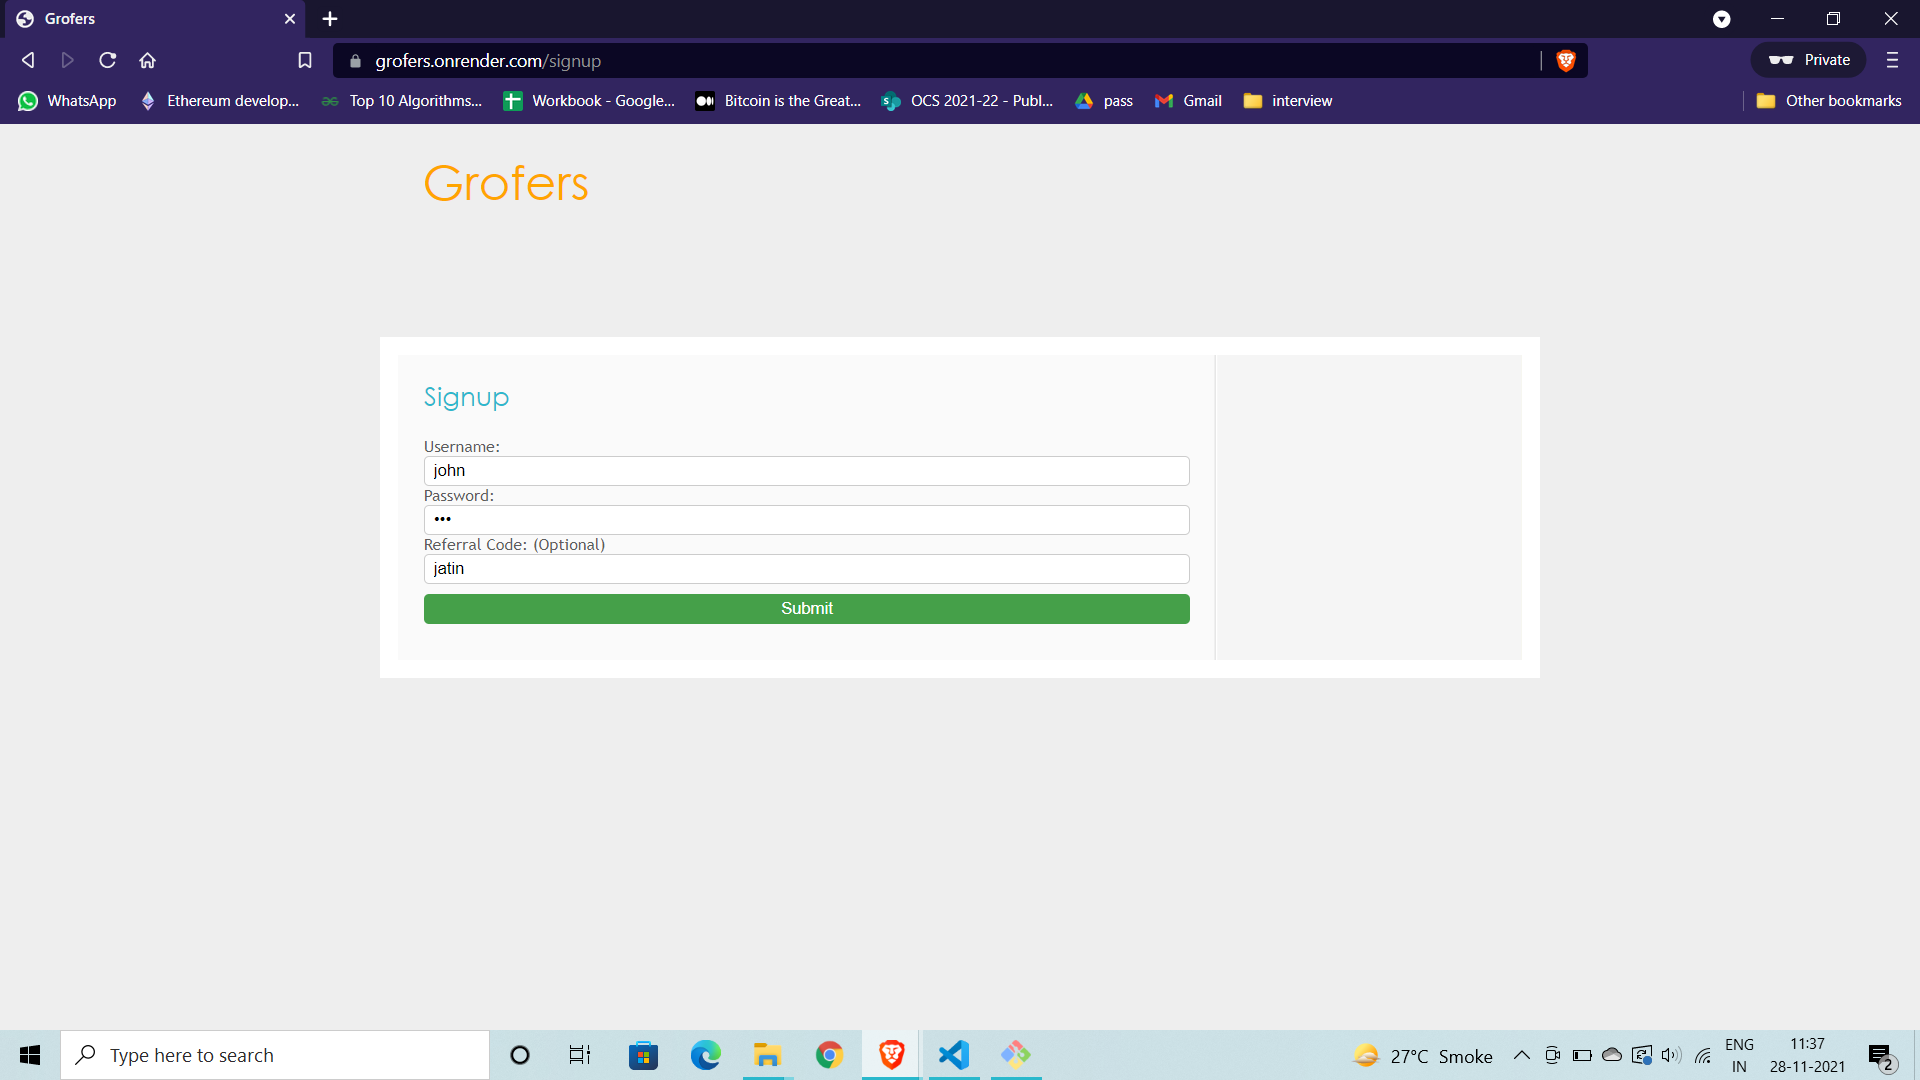 Grofers
grofers.onrender.com/signup
Private
WhatsApp
Ethereum develop...
Top 10 Algorithms...
Workbook - Google...
Bitcoin is the Great...
OCS 2021-22 - Publ...
pass
Gmail
interview
Other bookmarks
Grofers
Signup
Username:
john
Password:
•••
Referral Code: (Optional)
jatin
Submit
Type here to search
27°C Smoke
ENG
IN
11:37
28-11-2021
2